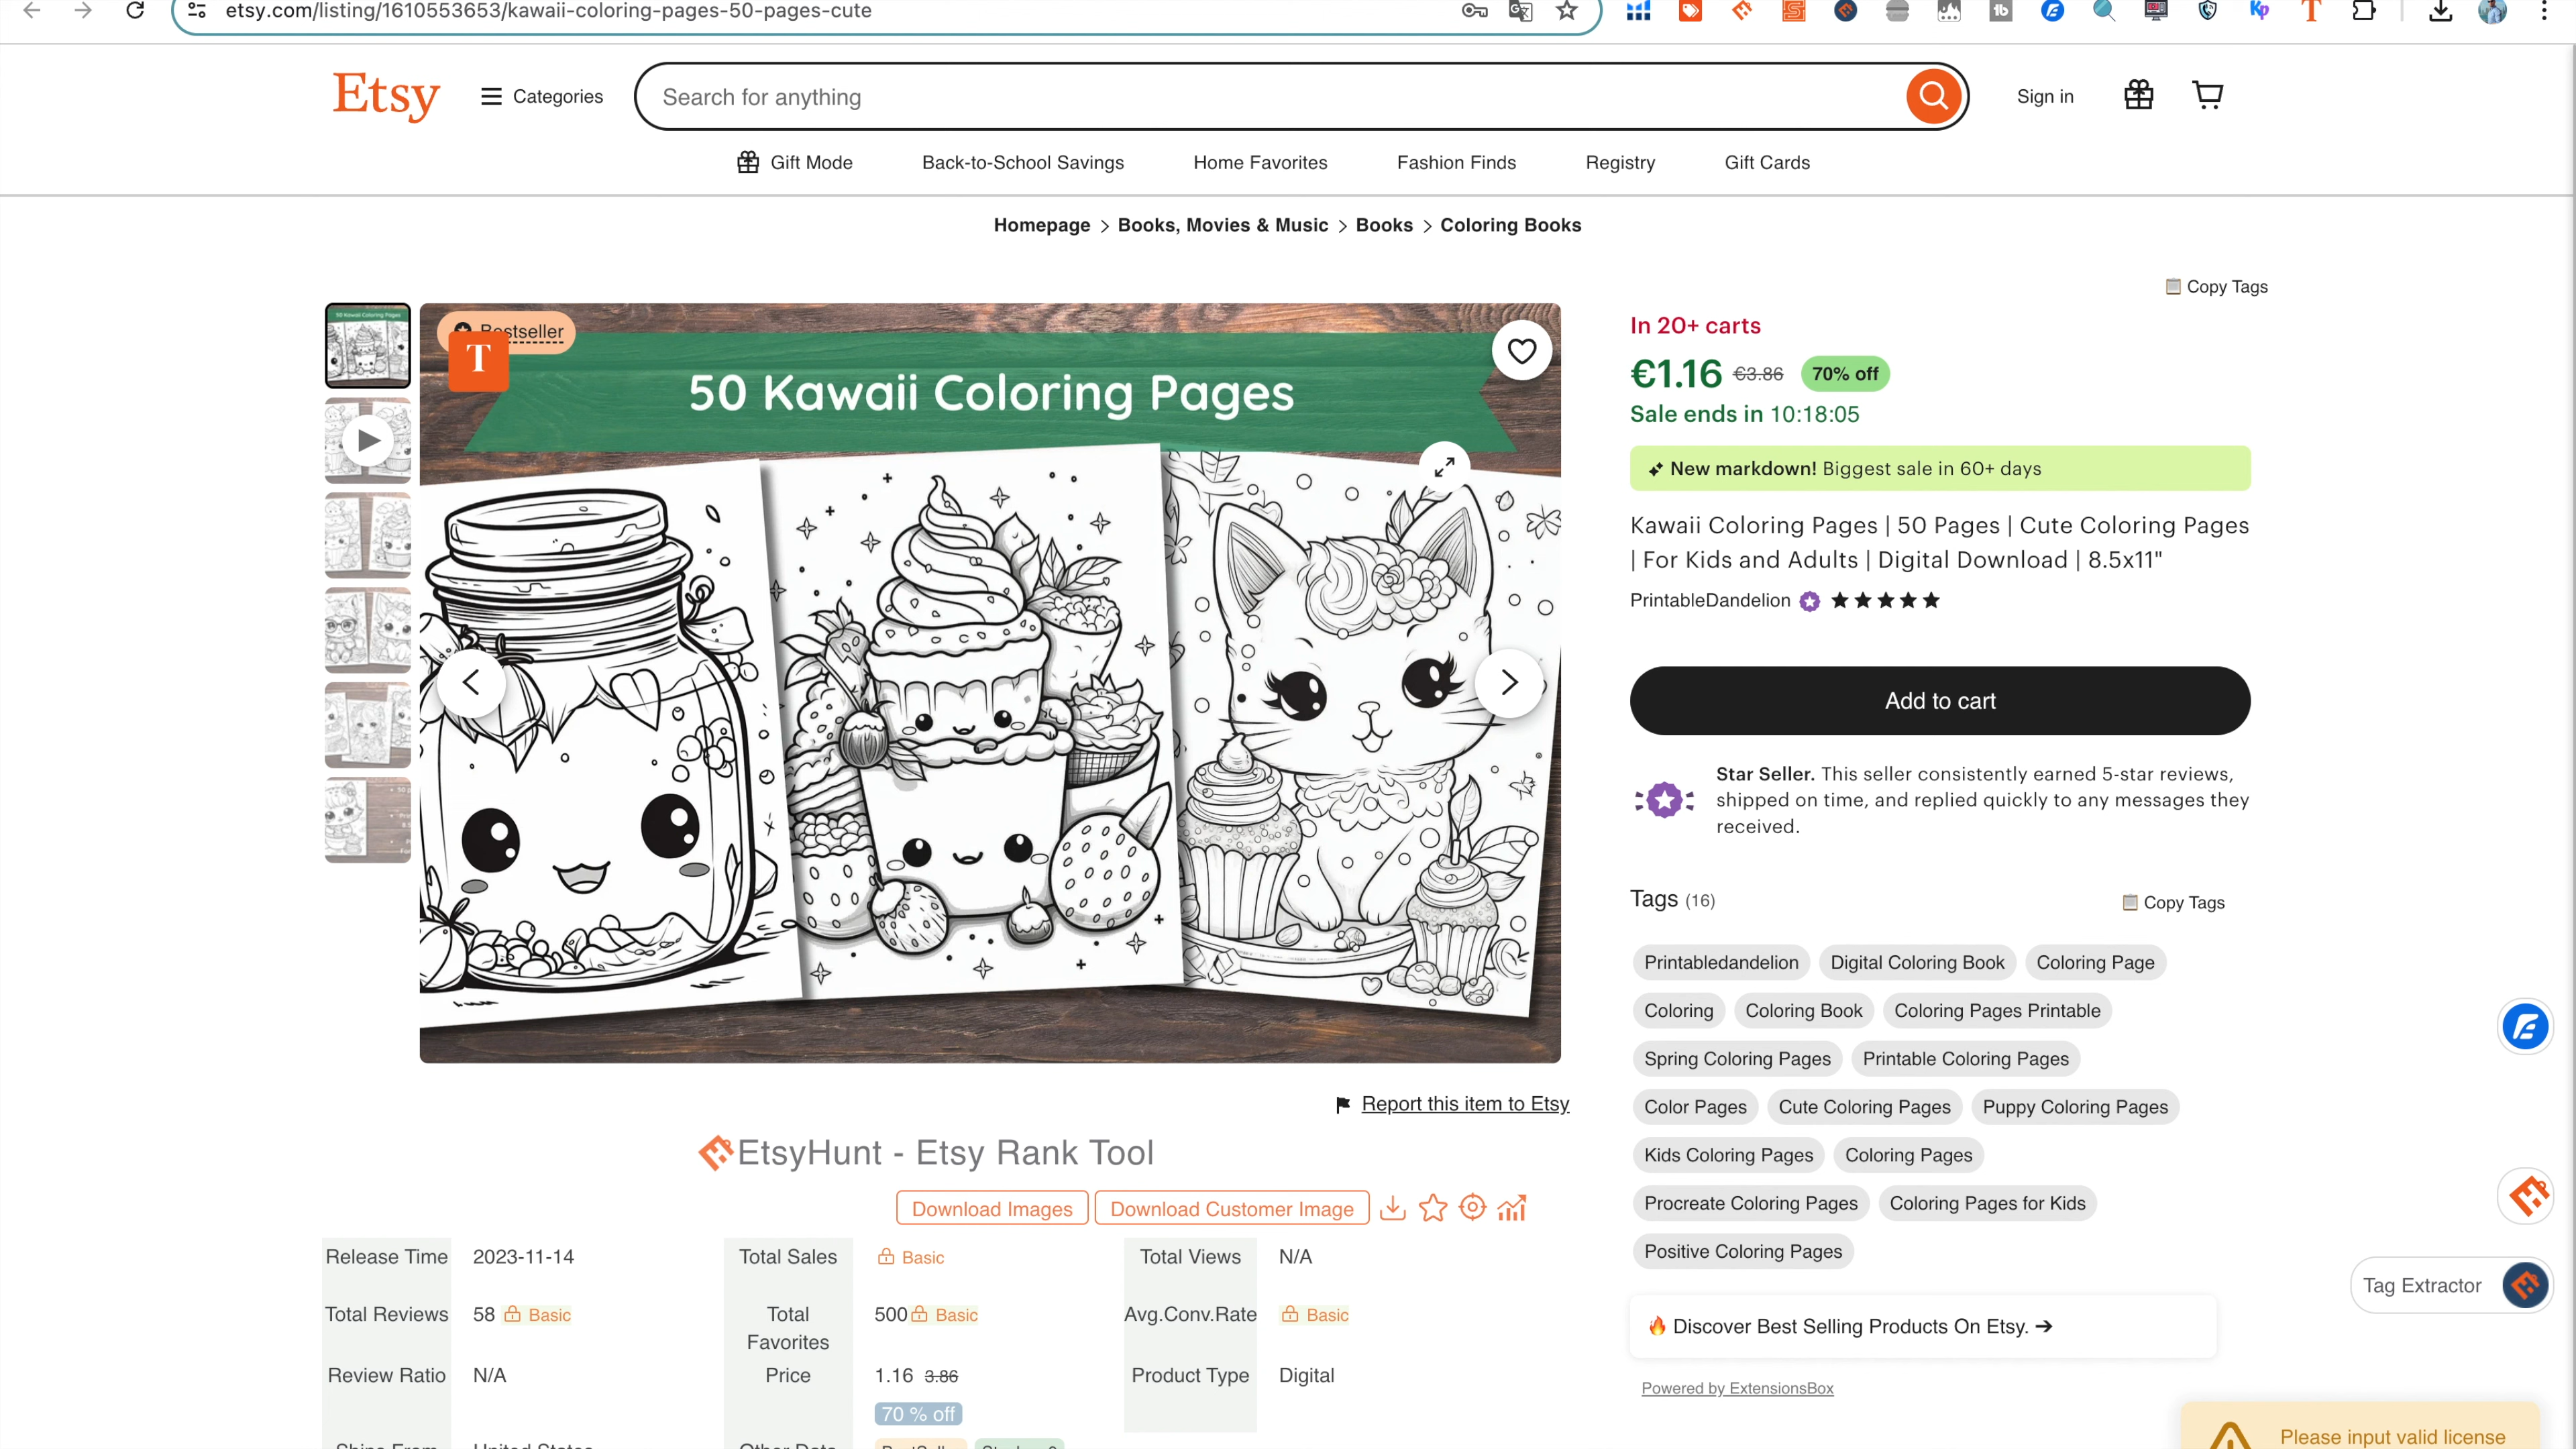 etsy.com/listing/1610553653/kawaii-coloring-pages-50-pages-cute
Etsy
Categories
Search for anything
Sign in
Gift Mode
Back-to-School Savings
Home Favorites
Fashion Finds
Registry
Gift Cards
Homepage > Books, Movies & Music > Books > Coloring Books
Copy Tags
Bestseller
T
50 Kawaii Coloring Pages
In 20+ carts
€1.16 €3.86 70% off
Sale ends in 10:18:05
New markdown! Biggest sale in 60+ days
Kawaii Coloring Pages | 50 Pages | Cute Coloring Pages
| For Kids and Adults | Digital Download | 8.5x11"
PrintableDandelion
Add to cart
Star Seller. This seller consistently earned 5-star reviews,
shipped on time, and replied quickly to any messages they
received.
Tags (16)
Copy Tags
Printabledandelion Digital Coloring Book Coloring Page
Coloring Coloring Book Coloring Pages Printable
Spring Coloring Pages Printable Coloring Pages
Color Pages Cute Coloring Pages Puppy Coloring Pages
Kids Coloring Pages Coloring Pages
Procreate Coloring Pages Coloring Pages for Kids
Positive Coloring Pages
Discover Best Selling Products On Etsy. →
Powered by ExtensionsBox
Tag Extractor
Please input valid license
Report this item to Etsy
EtsyHunt - Etsy Rank Tool
Download Images Download Customer Image
Release Time 2023-11-14 Total Sales Basic Total Views N/A
Total Reviews 58 Basic Total Favorites 500 Basic Avg.Conv.Rate Basic
Review Ratio N/A Price 1.16 3.86 Product Type Digital
70 % off